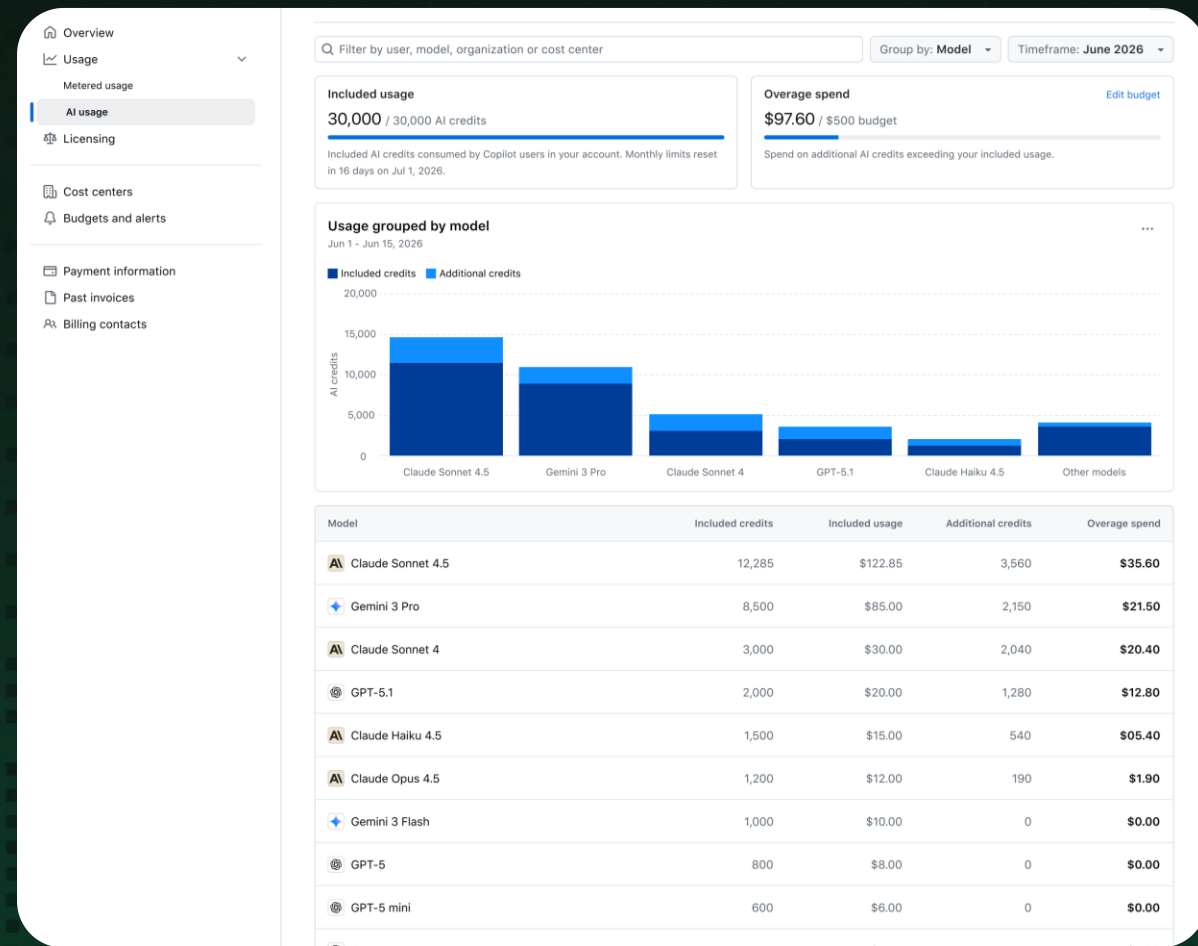 Overview
Usage
Metered usage
AI usage
Licensing
Cost centers
Budgets and alerts
Payment information
Past invoices
Billing contacts
Filter by user, model, organization or cost center
Group by: Model
Timeframe: June 2026
Included usage
30,000 / 30,000 AI credits
Included AI credits consumed by Copilot users in your account. Monthly limits reset
in 16 days on Jul 1, 2026.
Overage spend
Edit budget
$97.60 / $500 budget
Spend on additional AI credits exceeding your included usage.
Usage grouped by model
Jun 1 - Jun 15, 2026
Included credits Additional credits
AI credits
20,000
15,000
10,000
5,000
0
Claude Sonnet 4.5 Gemini 3 Pro Claude Sonnet 4 GPT-5.1 Claude Haiku 4.5 Other models
Model Included credits Included usage Additional credits Overage spend
Claude Sonnet 4.5 12,285 $122.85 3,560 $35.60
Gemini 3 Pro 8,500 $85.00 2,150 $21.50
Claude Sonnet 4 3,000 $30.00 2,040 $20.40
GPT-5.1 2,000 $20.00 1,280 $12.80
Claude Haiku 4.5 1,500 $15.00 540 $05.40
Claude Opus 4.5 1,200 $12.00 190 $1.90
Gemini 3 Flash 1,000 $10.00 0 $0.00
GPT-5 800 $8.00 0 $0.00
GPT-5 mini 600 $6.00 0 $0.00